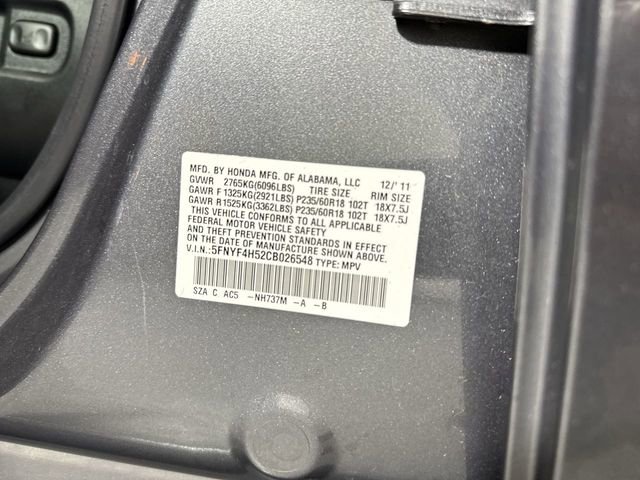 MFD. BY HONDA MFG. OF ALABAMA, LLC 12/'11
GVWR 2765KG(6096LBS) TIRE SIZE RIM SIZE
GAWR F 1325KG(2921LBS) P235/60R18 102T 18X7.5J
GAWR R 1525KG(3362LBS) P235/60R18 102T 18X7.5J
THIS VEHICLE CONFORMS TO ALL APPLICABLE
FEDERAL MOTOR VEHICLE SAFETY
AND THEFT PREVENTION STANDARDS IN EFFECT
ON THE DATE OF MANUFACTURE SHOWN ABOVE.
V.I.N.: 5FNYF4H52CB026548 TYPE: MPV
SZA C AC5 -NH737M -A -B